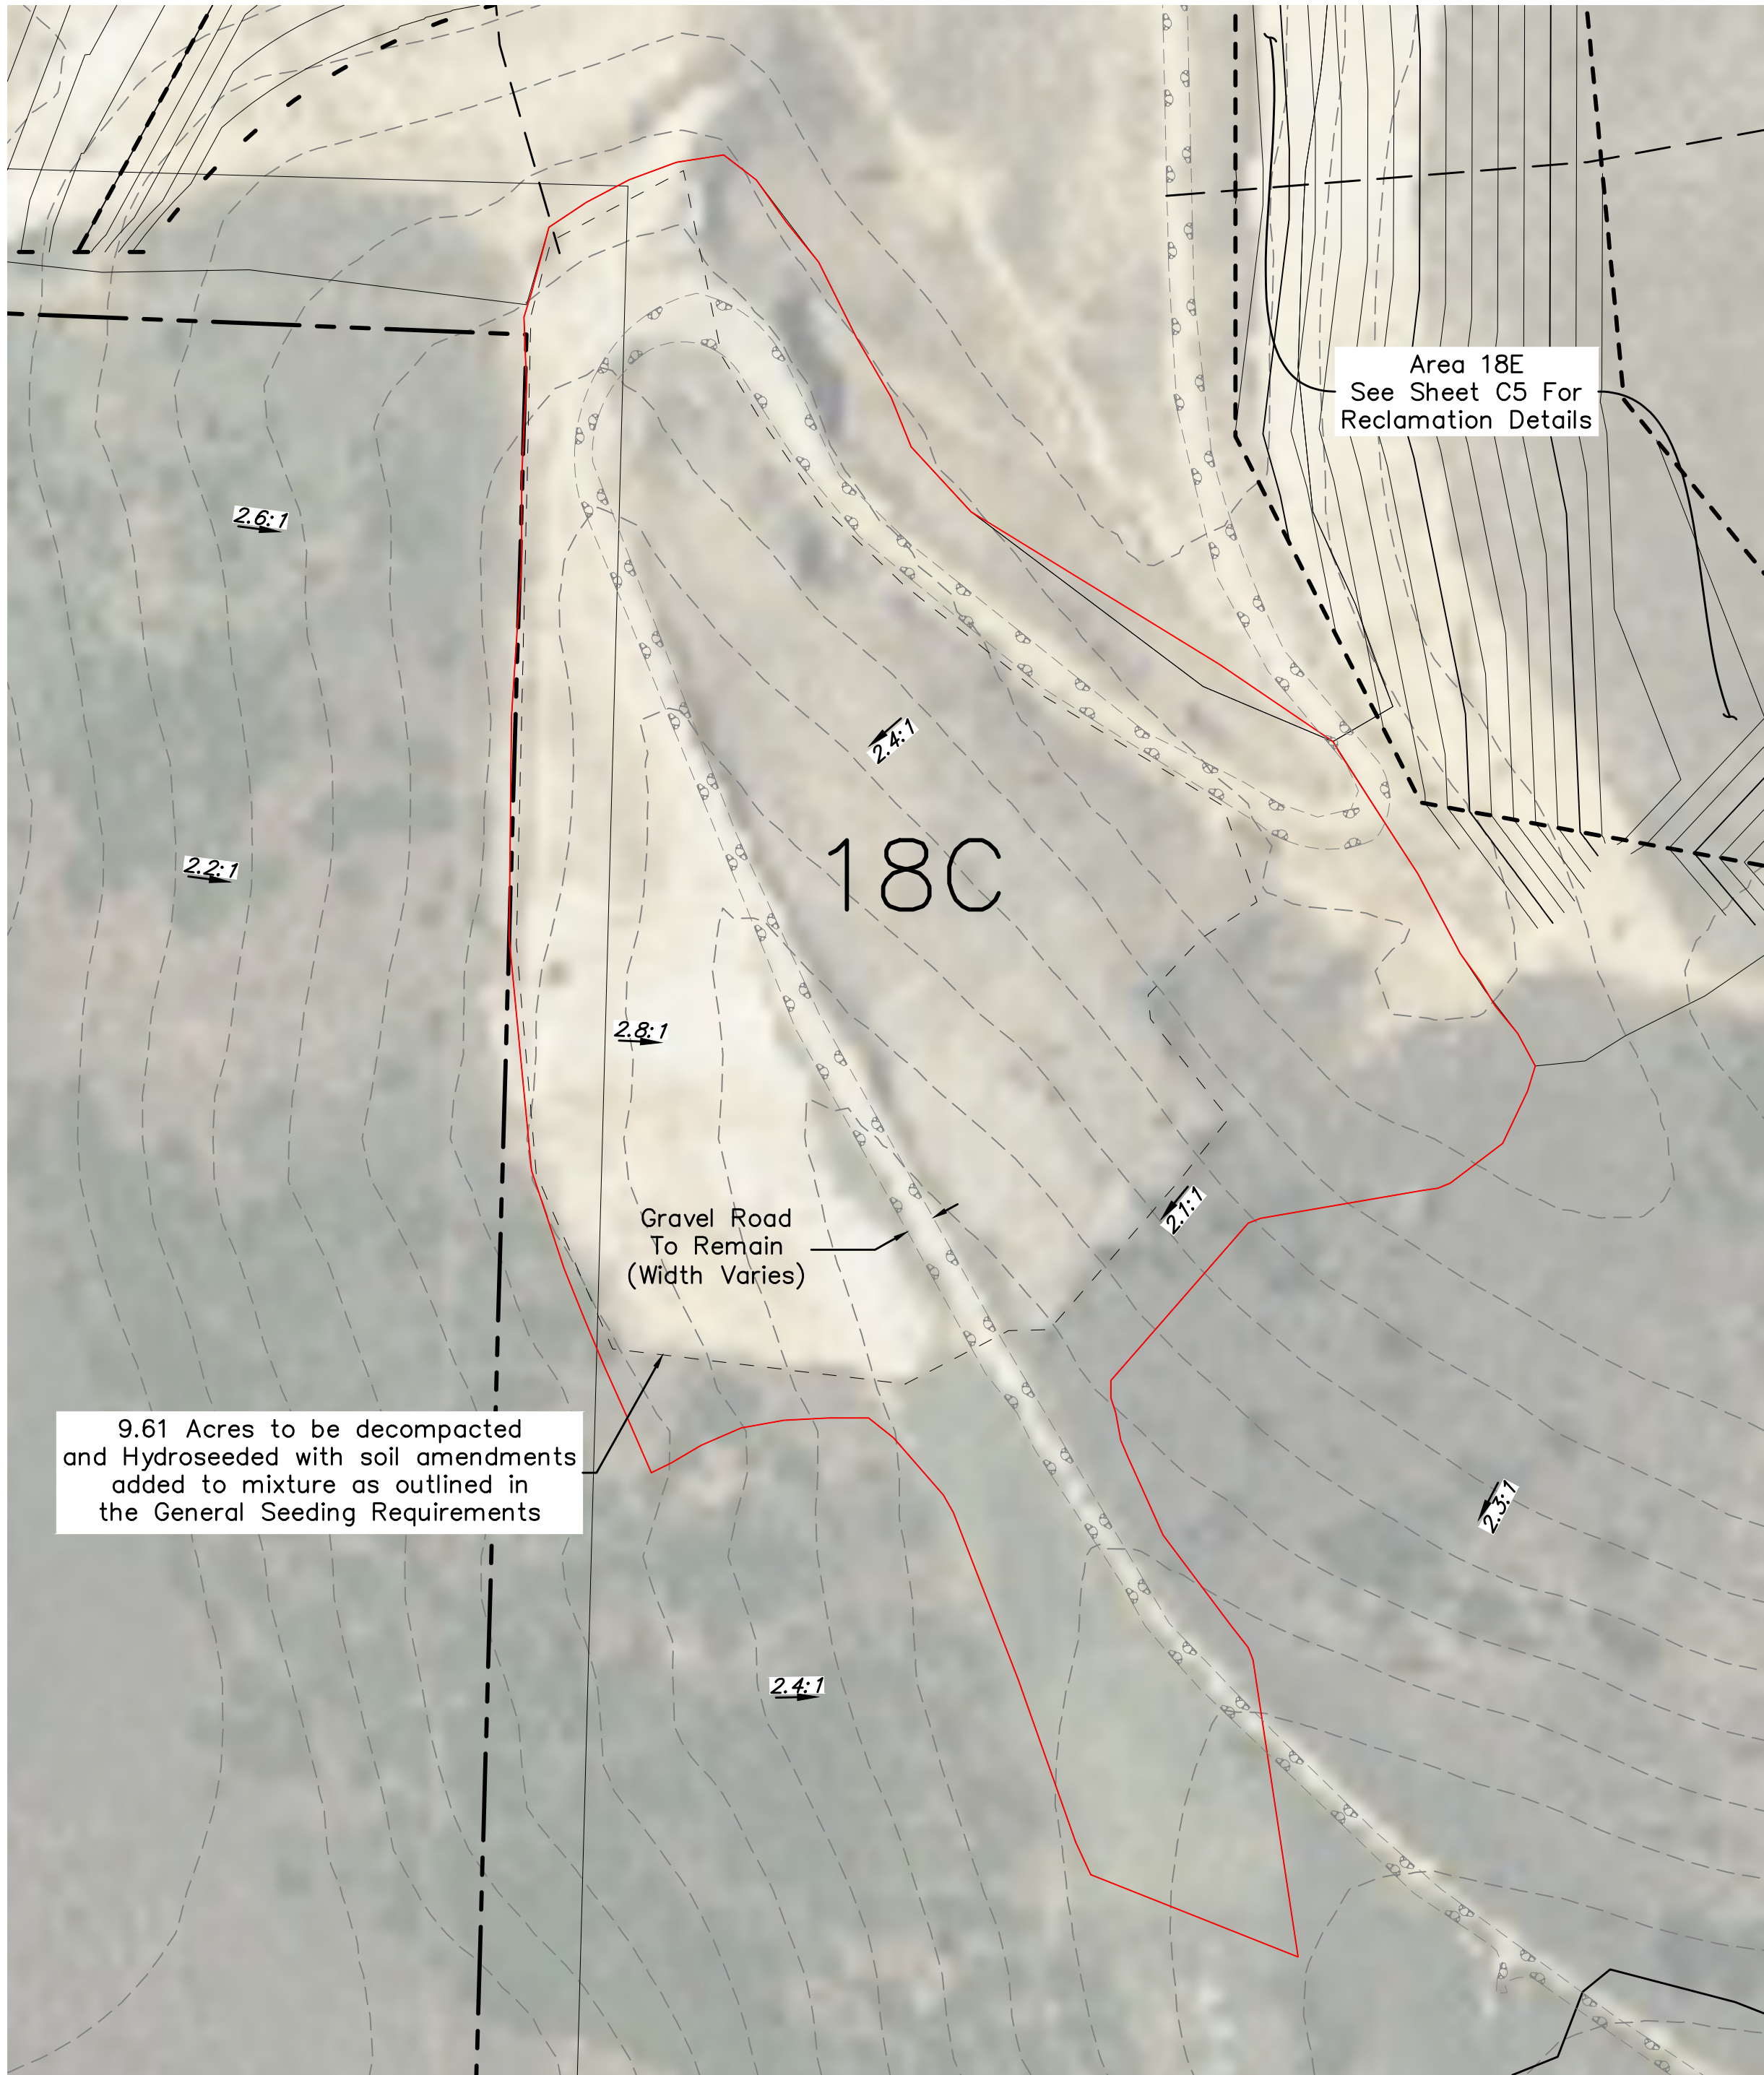 Area 18E
See Sheet C5 For
Reclamation Details
2.6:1
2.4:1
18C
2.2:1
2.8:1
2.1:1
Gravel Road
To Remain
(Width Varies)
9.61 Acres to be decompacted
and Hydroseeded with soil amendments
added to mixture as outlined in
the General Seeding Requirements
2.3:1
2.4:1